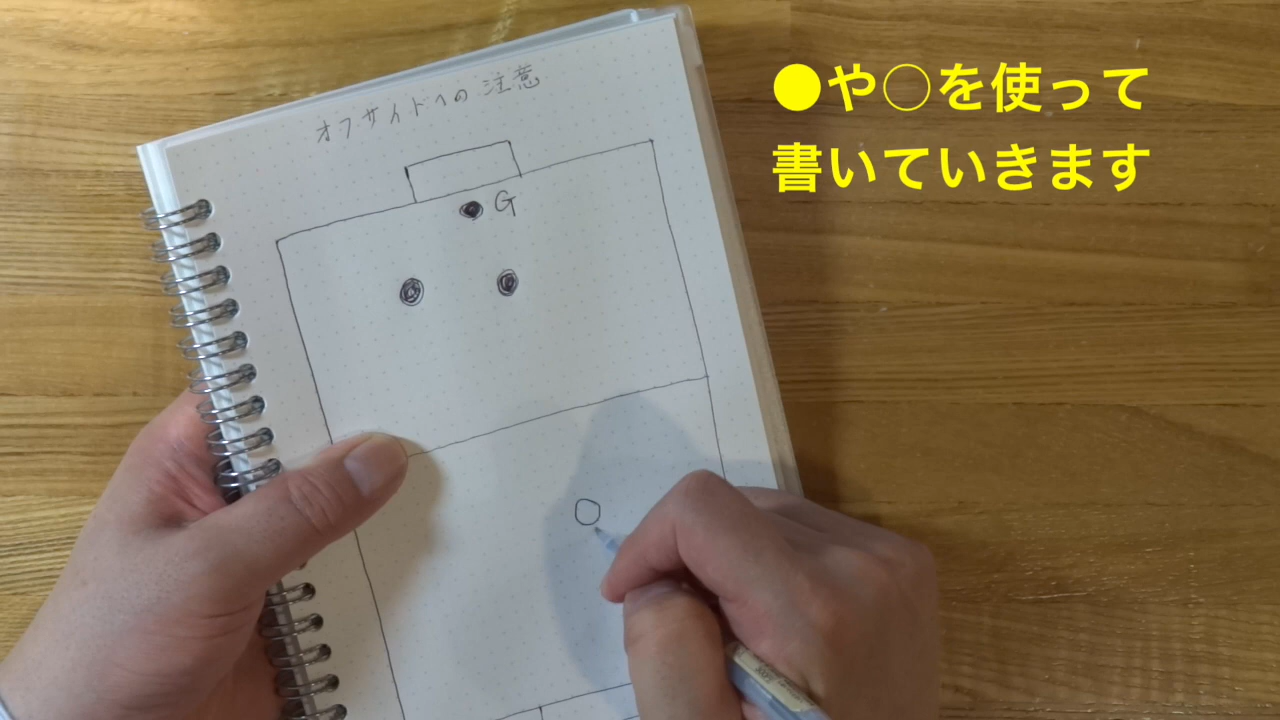 ●や○を使って
書いていきます
オフサイドへの注意
G